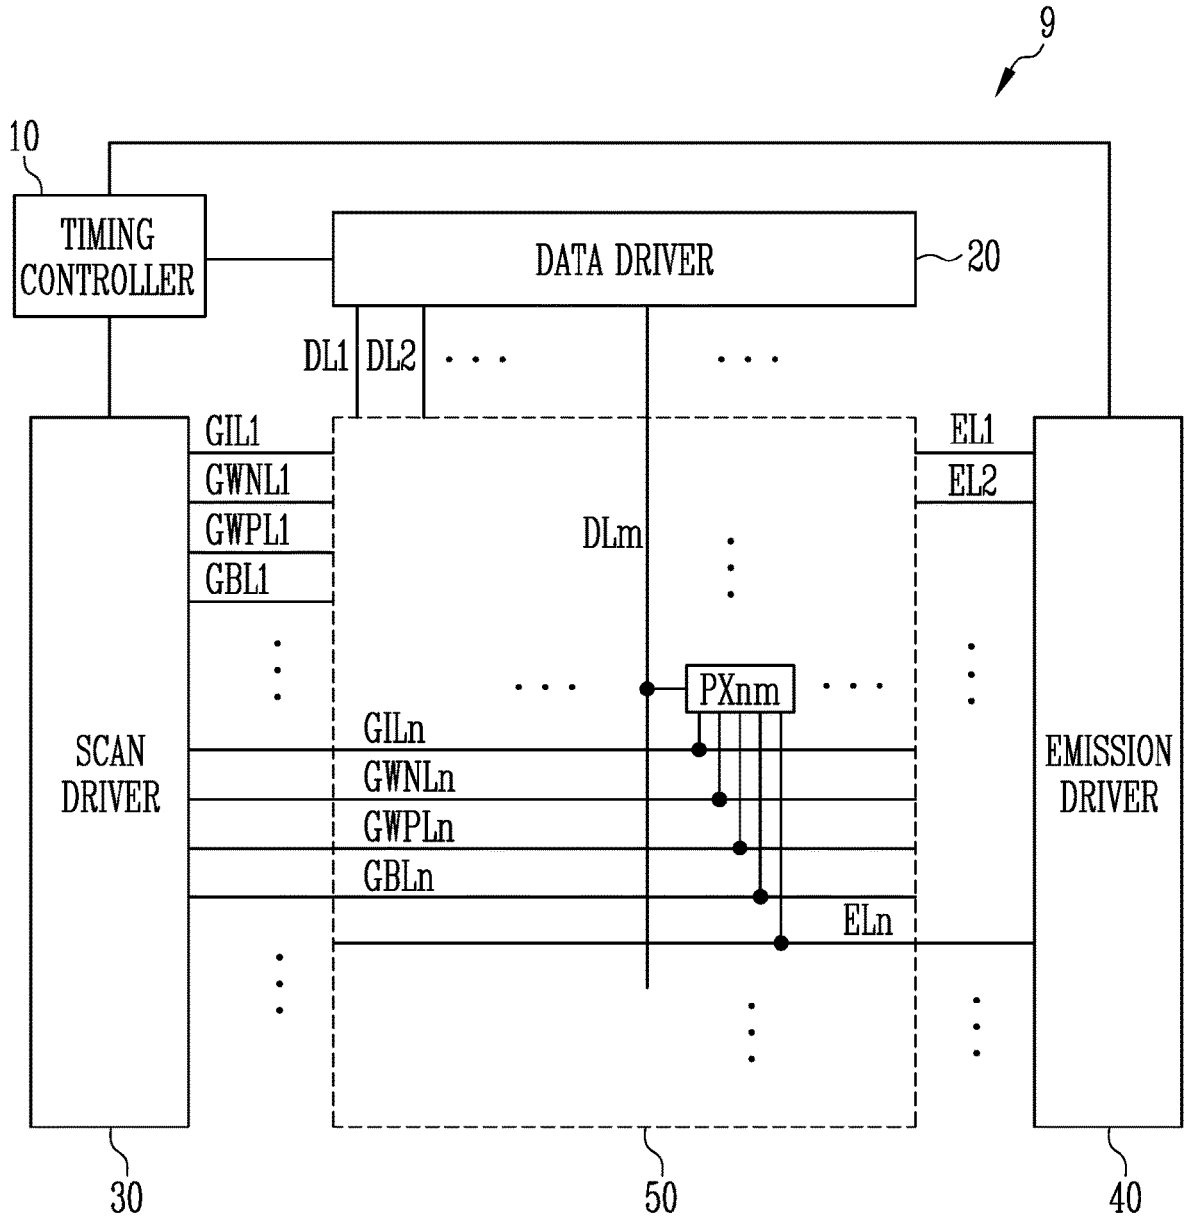 9
10
TIMING
CONTROLLER
DATA DRIVER
20
DL1
DL2
GIL1
GWNL1
GWPL1
GBL1
EL1
EL2
DLm
PXnm
SCAN
DRIVER
GILn
GWNLn
GWPLn
GBLn
ELn
EMISSION
DRIVER
30
50
40